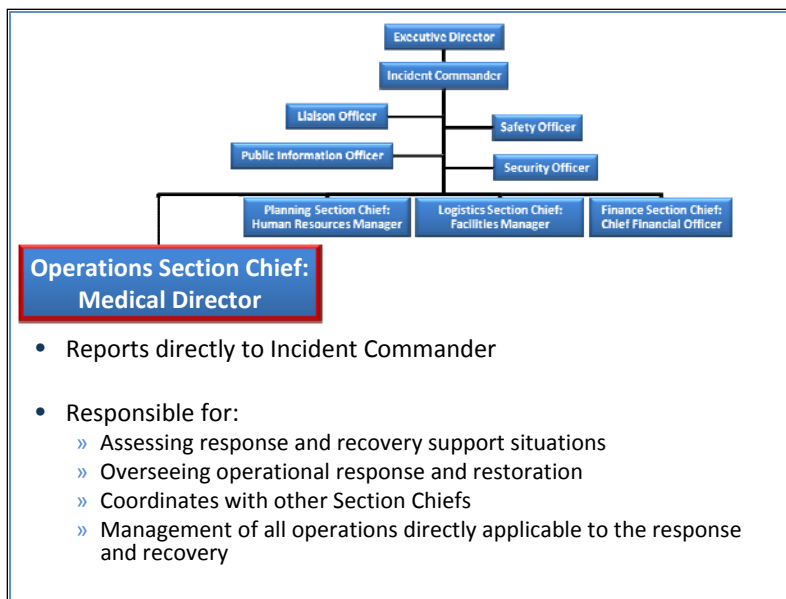 Executive Director
Incident Commander
Liaison Officer
Safety Officer
Public Information Officer
Security Officer
Planning Section Chief:
Human Resources Manager
Logistics Section Chief:
Facilities Manager
Finance Section Chief:
Chief Financial Officer
Operations Section Chief:
Medical Director
• Reports directly to Incident Commander
• Responsible for:
» Assessing response and recovery support situations
» Overseeing operational response and restoration
» Coordinates with other Section Chiefs
» Management of all operations directly applicable to the response
and recovery